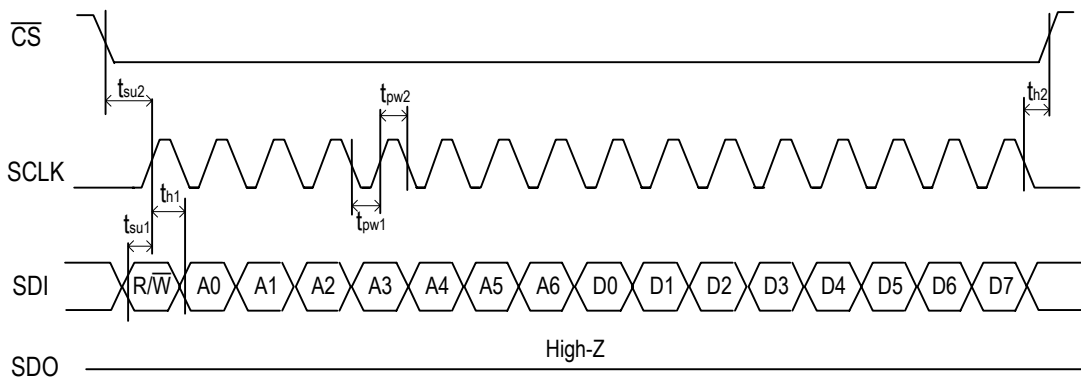 CS
tsu2
tpw2
th2
SCLK
th1
tsu1
tpw1
SDI R/W A0 A1 A2 A3 A4 A5 A6 D0 D1 D2 D3 D4 D5 D6 D7
High-Z
SDO